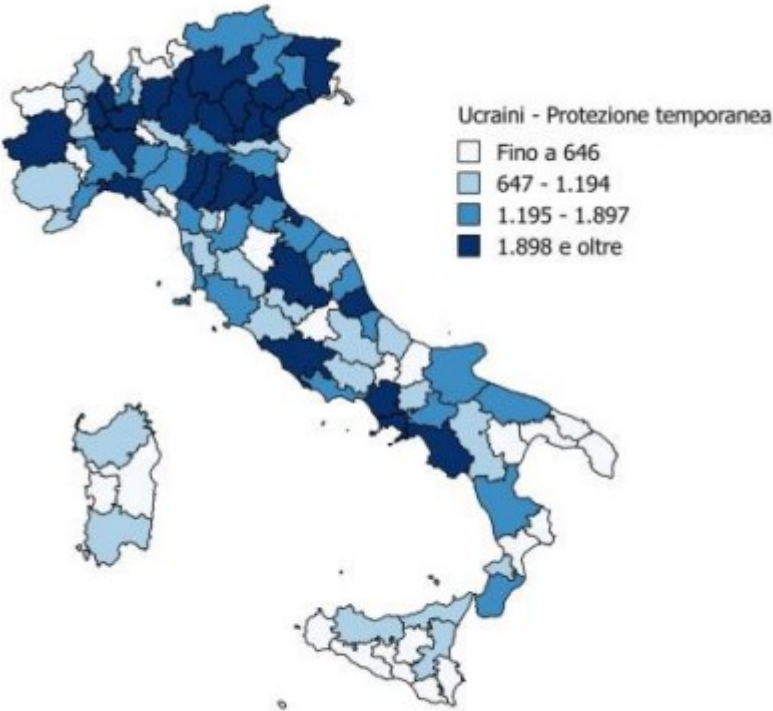 Ucraini - Protezione temporanea
Fino a 646
647 - 1.194
1.195 - 1.897
1.898 e oltre